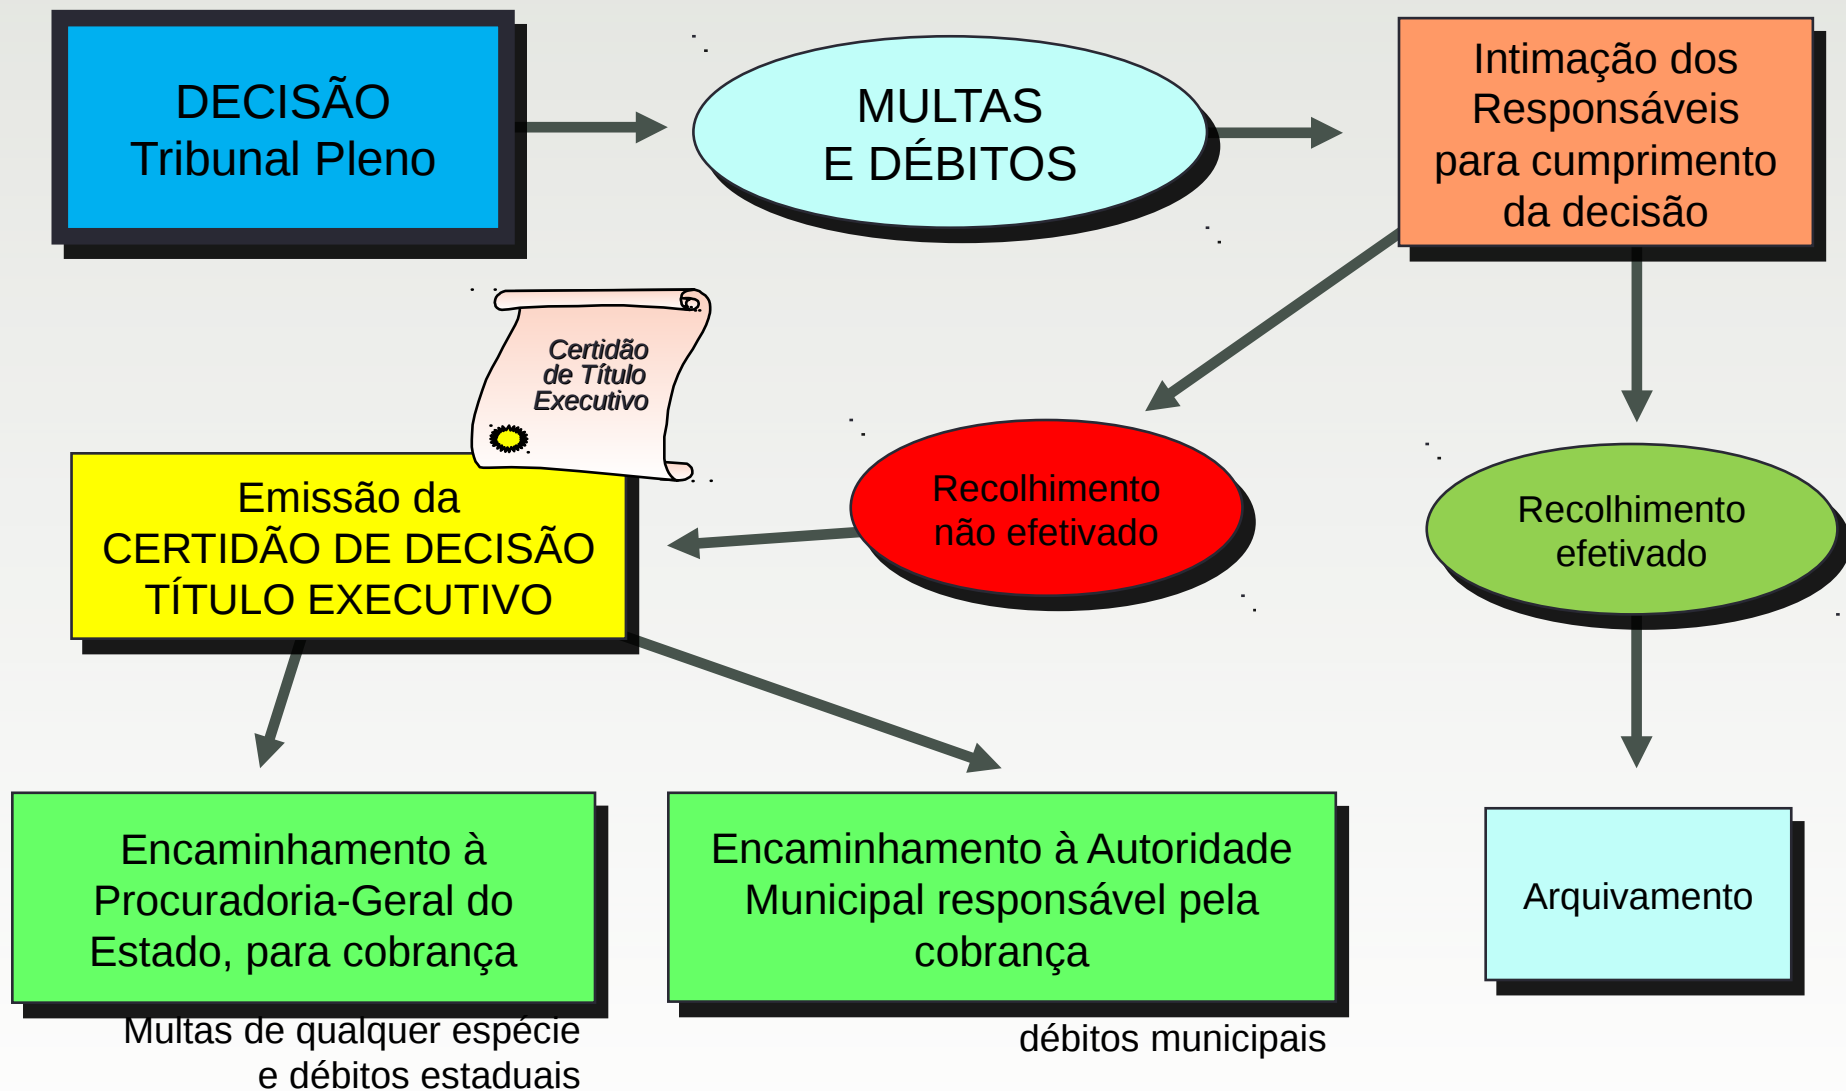 DECISÃO
Tribunal Pleno
MULTAS
E DÉBITOS
Intimação dos
Responsáveis
para cumprimento
da decisão
Certidão
de Título
Executivo
Emissão da
CERTIDÃO DE DECISÃO
TÍTULO EXECUTIVO
Recolhimento
não efetivado
Recolhimento
efetivado
Encaminhamento à
Procuradoria-Geral do
Estado, para cobrança
Multas de qualquer espécie
e débitos estaduais
Encaminhamento à Autoridade
Municipal responsável pela
cobrança
débitos municipais
Arquivamento